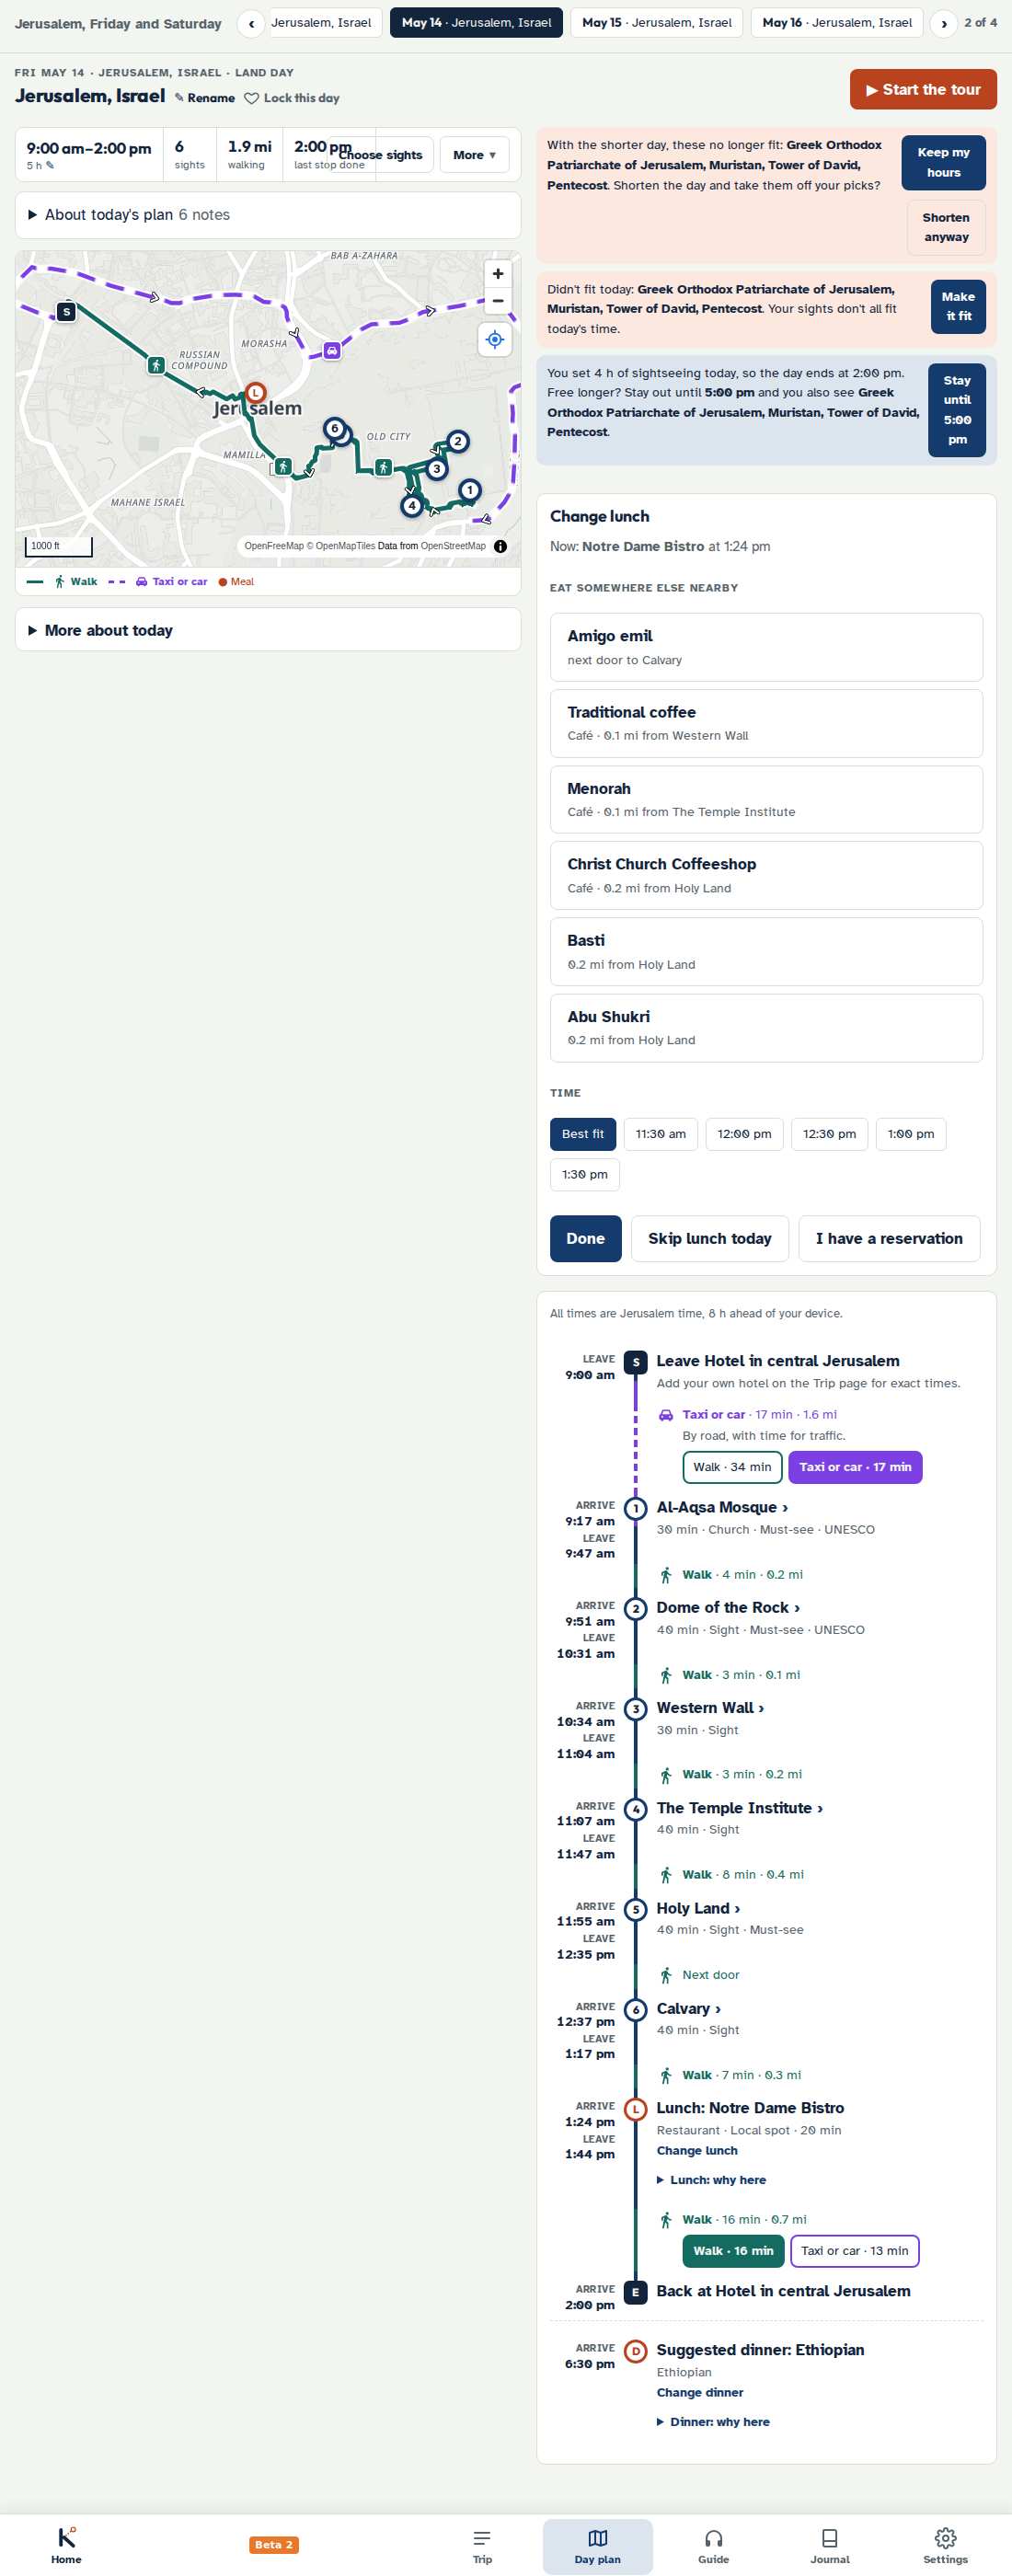 Jerusalem, Friday and Saturday
‹
Jerusalem, Israel
May 14 · Jerusalem, Israel
May 15 · Jerusalem, Israel
May 16 · Jerusalem, Israel
›
2 of 4
FRI MAY 14 · JERUSALEM, ISRAEL · LAND DAY
Jerusalem, Israel ✎ Rename Lock this day
▶ Start the tour
9:00 am–2:00 pm
5 h ✎
6
sights
1.9 mi
walking
2:00 pm
last stop done
Choose sights
More ▼
▶ About today's plan 6 notes
BAB A-ZAHARA
MORASHA
RUSSIAN
COMPOUND
Jerusalem
OLD CITY
MAMILLA
MAHANE ISRAEL
S
L
6
2
3
1
4
+
−
1000 ft
OpenFreeMap © OpenMapTiles Data from OpenStreetMap
Walk Taxi or car Meal
▶ More about today
With the shorter day, these no longer fit: Greek Orthodox
Patriarchate of Jerusalem, Muristan, Tower of David,
Pentecost. Shorten the day and take them off your picks?
Keep my
hours
Shorten
anyway
Didn't fit today: Greek Orthodox Patriarchate of Jerusalem,
Muristan, Tower of David, Pentecost. Your sights don't all fit
today's time.
Make
it fit
You set 4 h of sightseeing today, so the day ends at 2:00 pm.
Free longer? Stay out until 5:00 pm and you also see Greek
Orthodox Patriarchate of Jerusalem, Muristan, Tower of David,
Pentecost.
Stay
until
5:00
pm
Change lunch
Now: Notre Dame Bistro at 1:24 pm
EAT SOMEWHERE ELSE NEARBY
Amigo emil
next door to Calvary
Traditional coffee
Café · 0.1 mi from Western Wall
Menorah
Café · 0.1 mi from The Temple Institute
Christ Church Coffeeshop
Café · 0.2 mi from Holy Land
Basti
0.2 mi from Holy Land
Abu Shukri
0.2 mi from Holy Land
TIME
Best fit
11:30 am
12:00 pm
12:30 pm
1:00 pm
1:30 pm
Done
Skip lunch today
I have a reservation
All times are Jerusalem time, 8 h ahead of your device.
LEAVE
9:00 am
S
Leave Hotel in central Jerusalem
Add your own hotel on the Trip page for exact times.
Taxi or car · 17 min · 1.6 mi
By road, with time for traffic.
Walk · 34 min
Taxi or car · 17 min
ARRIVE
9:17 am
LEAVE
9:47 am
1
Al-Aqsa Mosque ›
30 min · Church · Must-see · UNESCO
Walk · 4 min · 0.2 mi
ARRIVE
9:51 am
LEAVE
10:31 am
2
Dome of the Rock ›
40 min · Sight · Must-see · UNESCO
Walk · 3 min · 0.1 mi
ARRIVE
10:34 am
LEAVE
11:04 am
3
Western Wall ›
30 min · Sight
Walk · 3 min · 0.2 mi
ARRIVE
11:07 am
LEAVE
11:47 am
4
The Temple Institute ›
40 min · Sight
Walk · 8 min · 0.4 mi
ARRIVE
11:55 am
LEAVE
12:35 pm
5
Holy Land ›
40 min · Sight · Must-see
Next door
ARRIVE
12:37 pm
LEAVE
1:17 pm
6
Calvary ›
40 min · Sight
Walk · 7 min · 0.3 mi
ARRIVE
1:24 pm
LEAVE
1:44 pm
L
Lunch: Notre Dame Bistro
Restaurant · Local spot · 20 min
Change lunch
▶ Lunch: why here
Walk · 16 min · 0.7 mi
Walk · 16 min
Taxi or car · 13 min
ARRIVE
2:00 pm
E
Back at Hotel in central Jerusalem
ARRIVE
6:30 pm
D
Suggested dinner: Ethiopian
Ethiopian
Change dinner
▶ Dinner: why here
Home
Beta 2
Trip
Day plan
Guide
Journal
Settings